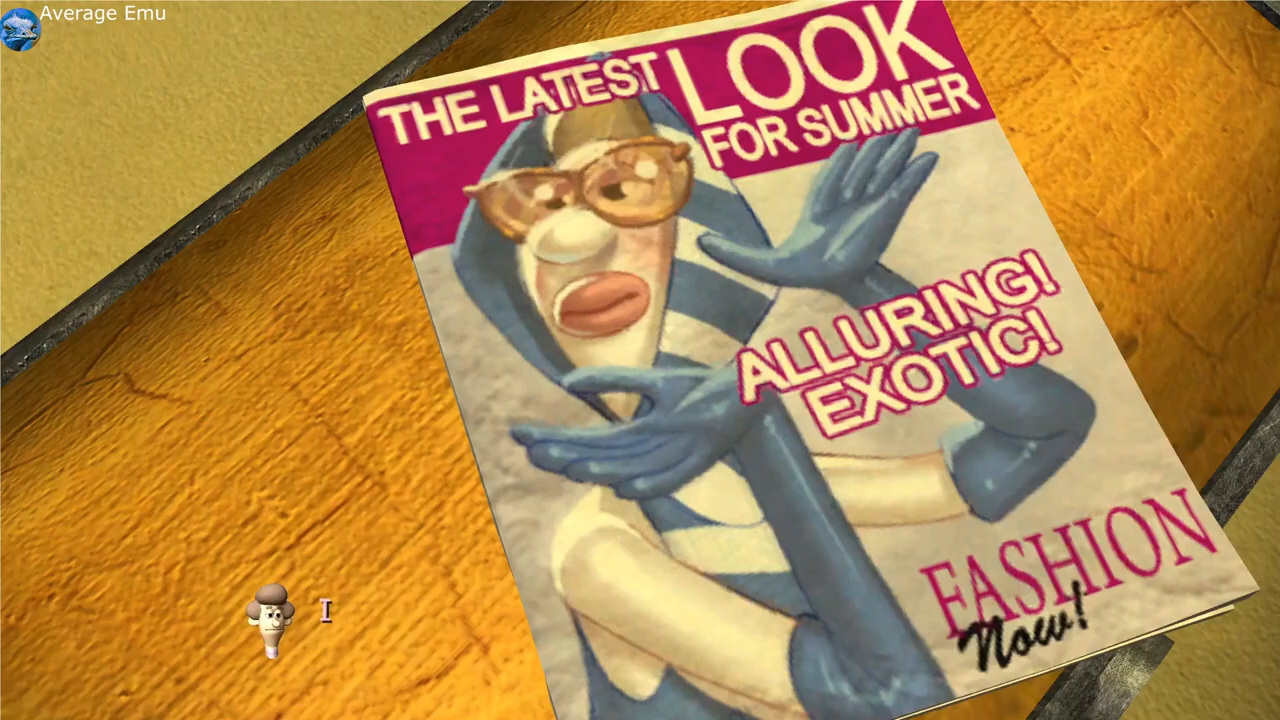 Average Emu
THE LATEST LOOK
FOR SUMMER
ALLURING!
EXOTIC!
FASHION
Now!
I